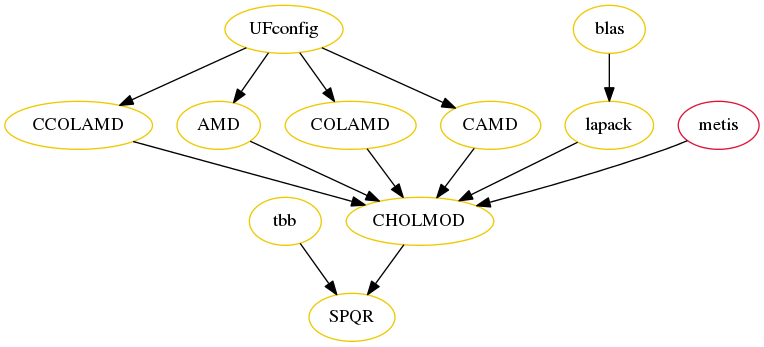 UFconfig
blas
CCOLAMD
AMD
COLAMD
CAMD
lapack
metis
tbb
CHOLMOD
SPQR